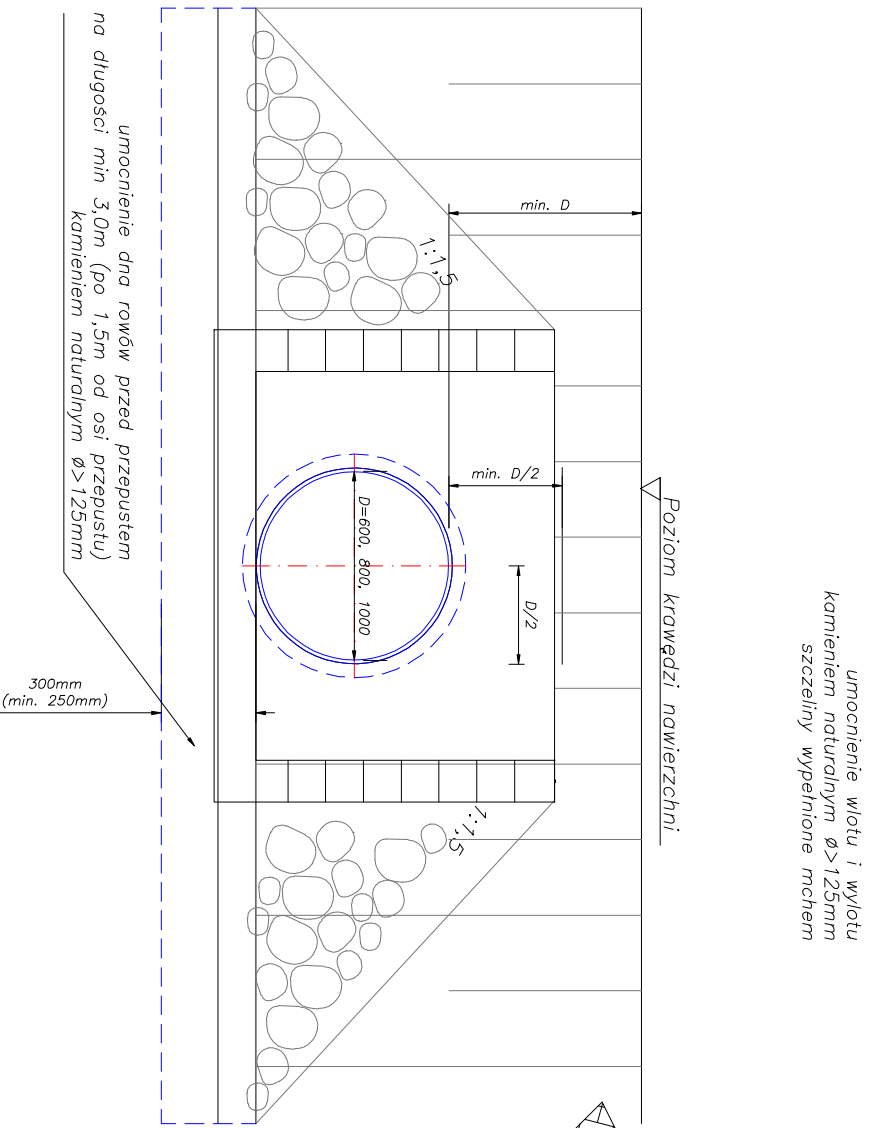 umocnienie wlotu i wylotu
kamieniem naturalnym Ø>125mm
szczeliny wypełnione mchem
Poziom krawędzi nawierzchni
min. D
min. D/2
D/2
D=600, 800, 1000
1:1,5
1:1,5
umocnienie dna rowów przed przepustem
na długości min 3,0m (po 1,5m od osi przepustu)
kamieniem naturalnym Ø>125mm
300mm
(min. 250mm)